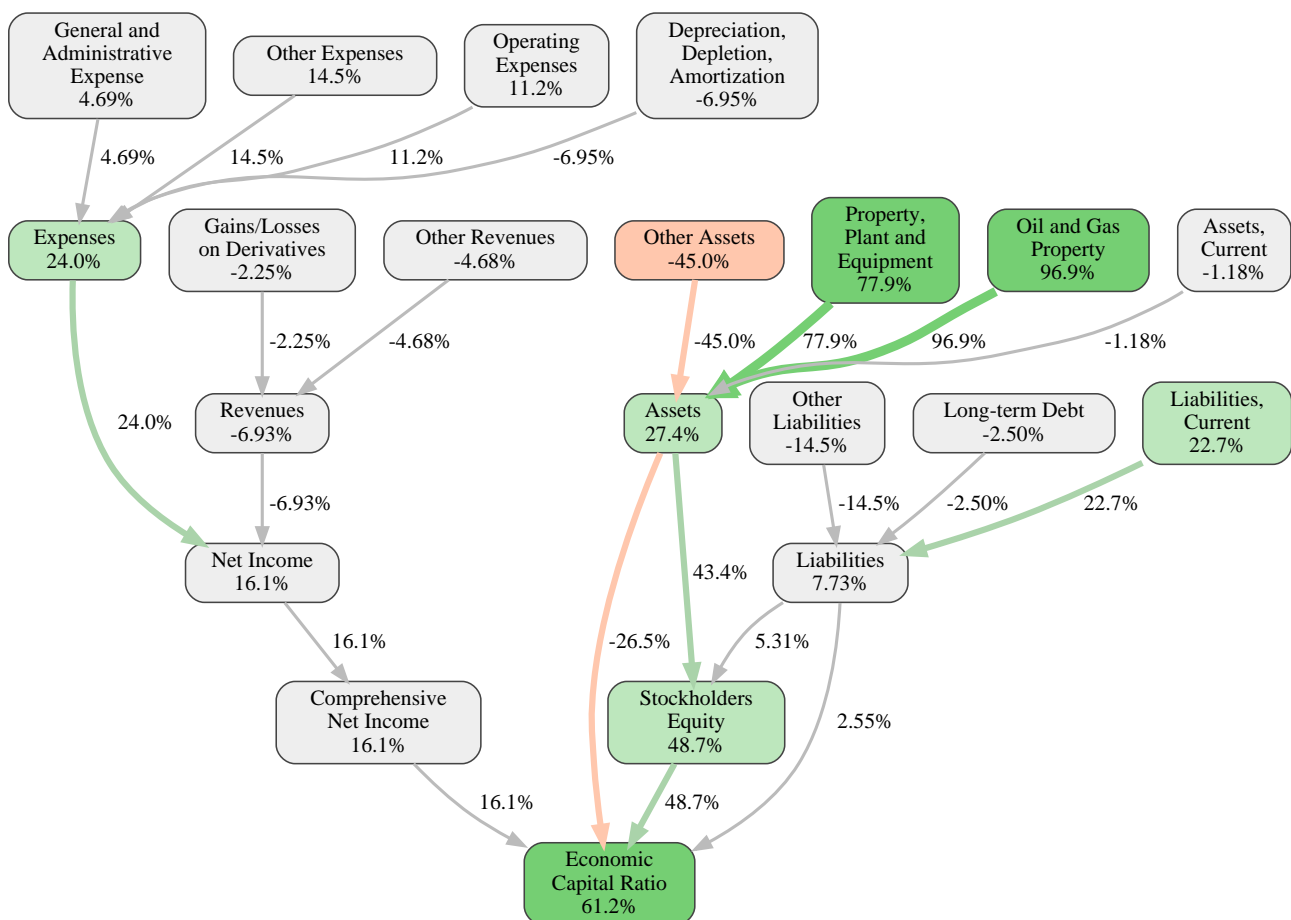 General and
Administrative
Expense
4.69%
Other Expenses
14.5%
Operating
Expenses
11.2%
Depreciation,
Depletion,
Amortization
-6.95%
4.69%
14.5%
11.2%
-6.95%
Expenses
24.0%
Gains/Losses
on Derivatives
-2.25%
Other Revenues
-4.68%
Other Assets
-45.0%
Property,
Plant and
Equipment
77.9%
Oil and Gas
Property
96.9%
Assets,
Current
-1.18%
-2.25%
-4.68%
-45.0%
77.9%
96.9%
-1.18%
24.0%
Revenues
-6.93%
Assets
27.4%
Other
Liabilities
-14.5%
Long-term Debt
-2.50%
Liabilities,
Current
22.7%
-6.93%
-14.5%
-2.50%
22.7%
Net Income
16.1%
43.4%
Liabilities
7.73%
16.1%
-26.5%
5.31%
Comprehensive
Net Income
16.1%
Stockholders
Equity
48.7%
2.55%
16.1%
48.7%
Economic
Capital Ratio
61.2%